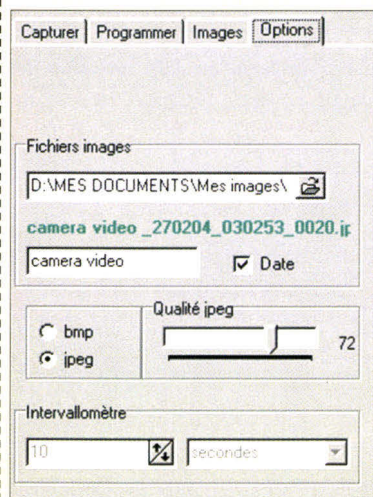 Capturer Programmer Images Options
Fichiers images
D:\MES DOCUMENTS\Mes images\
camera video _270204_030253_0020.jp
camera video Date
Qualité jpeg
bmp
72
jpeg
Intervallomètre
10 secondes